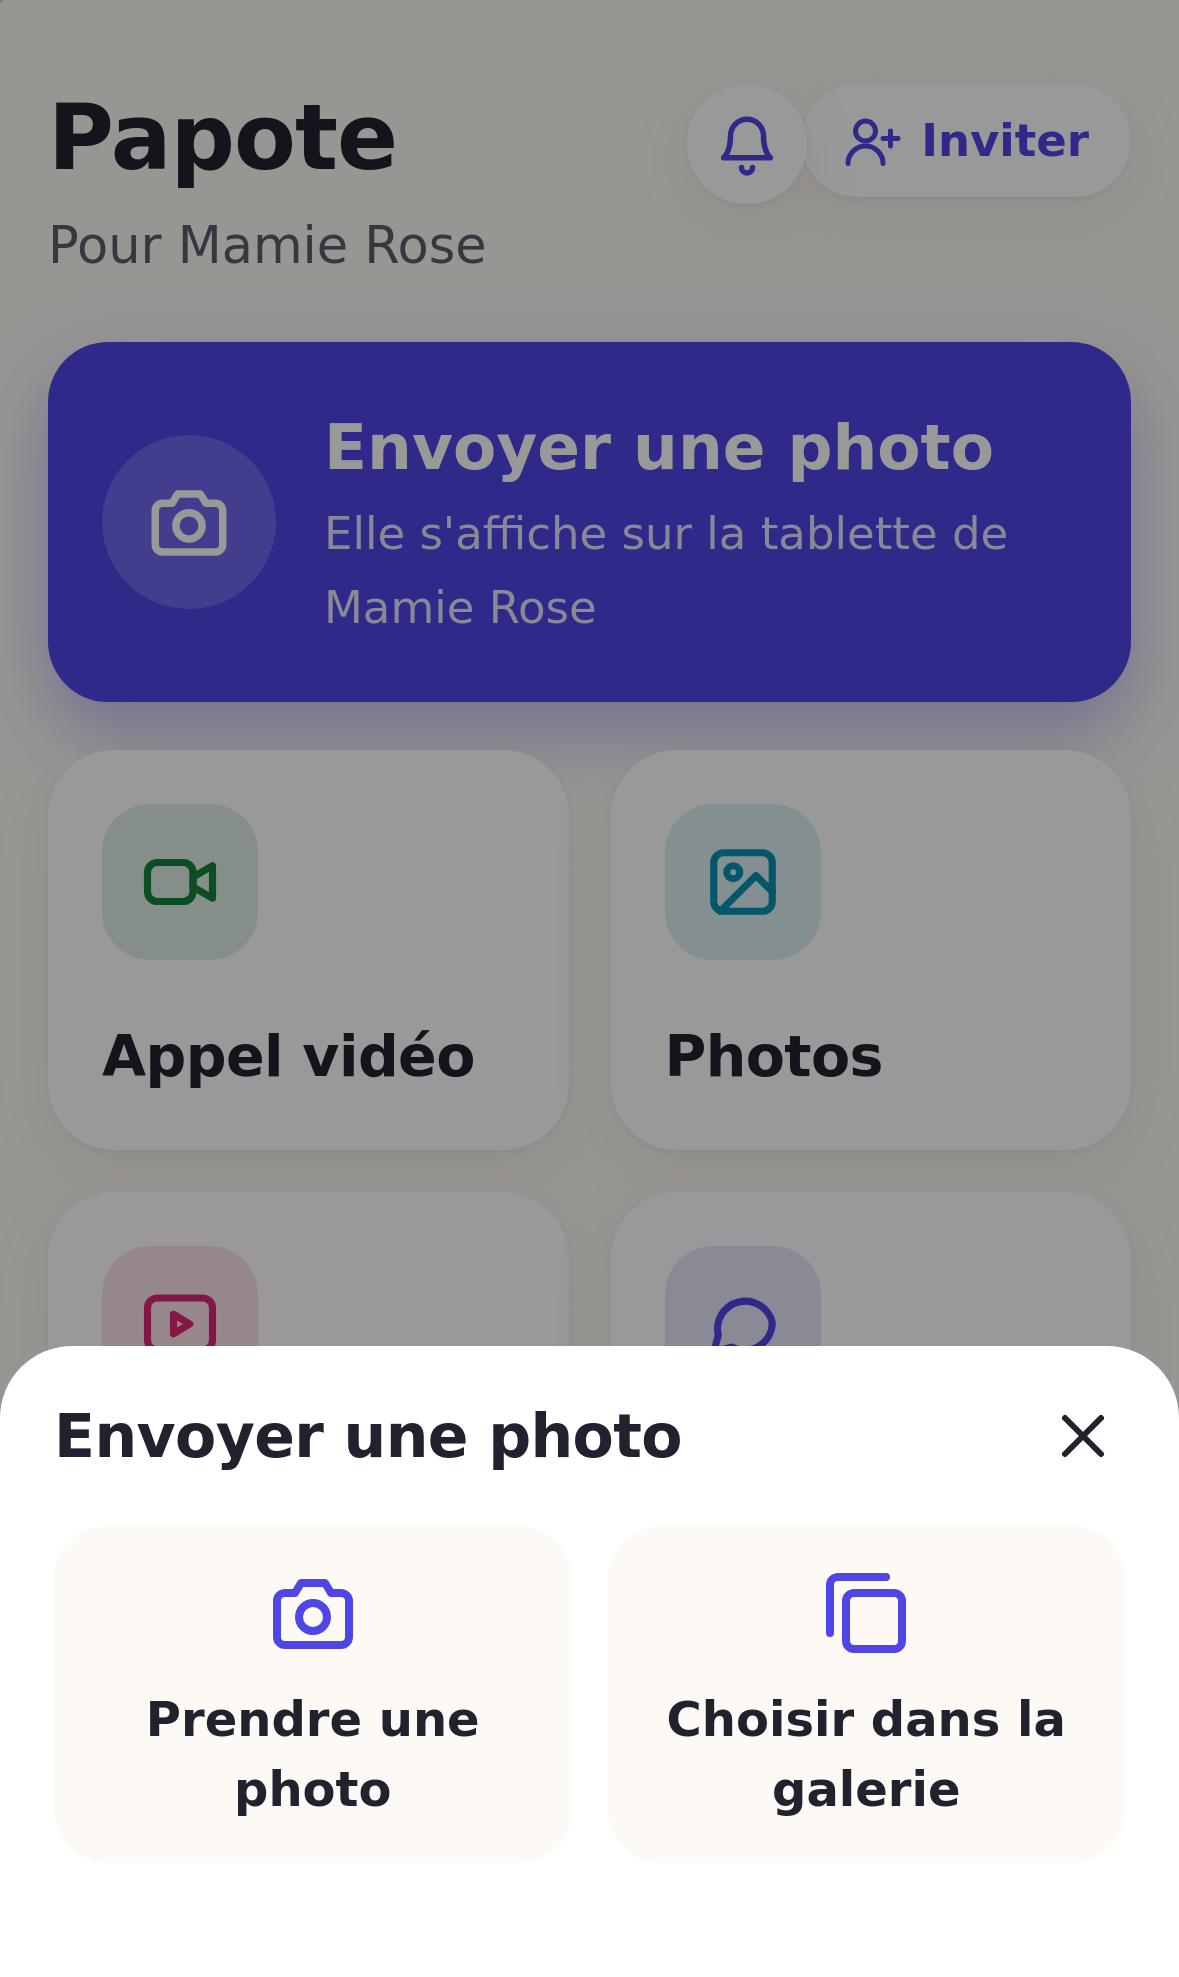 Papote
Inviter
Pour Mamie Rose
Envoyer une photo
Elle s'affiche sur la tablette de
Mamie Rose
Appel vidéo
Photos
Envoyer une photo
Prendre une
photo
Choisir dans la
galerie